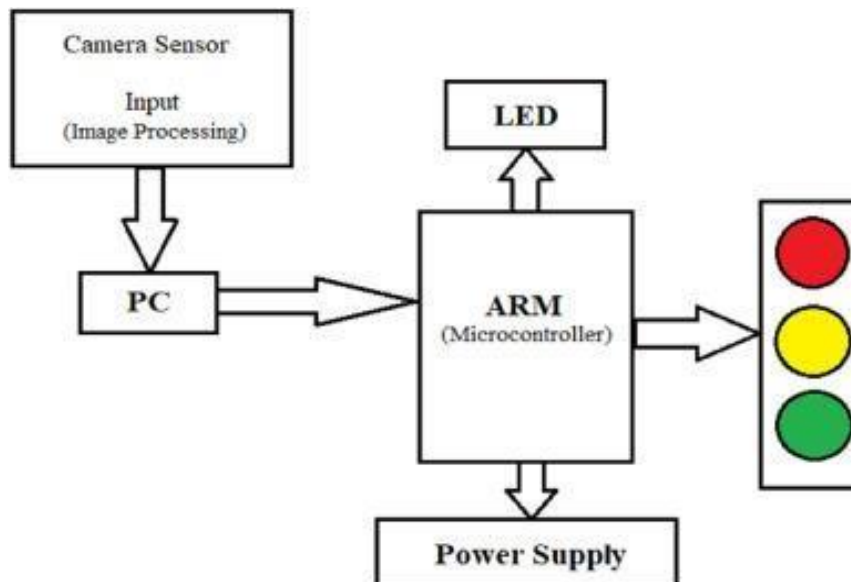 Camera Sensor
Input
(Image Processing)
LED
PC
ARM
(Microcontroller)
Power Supply